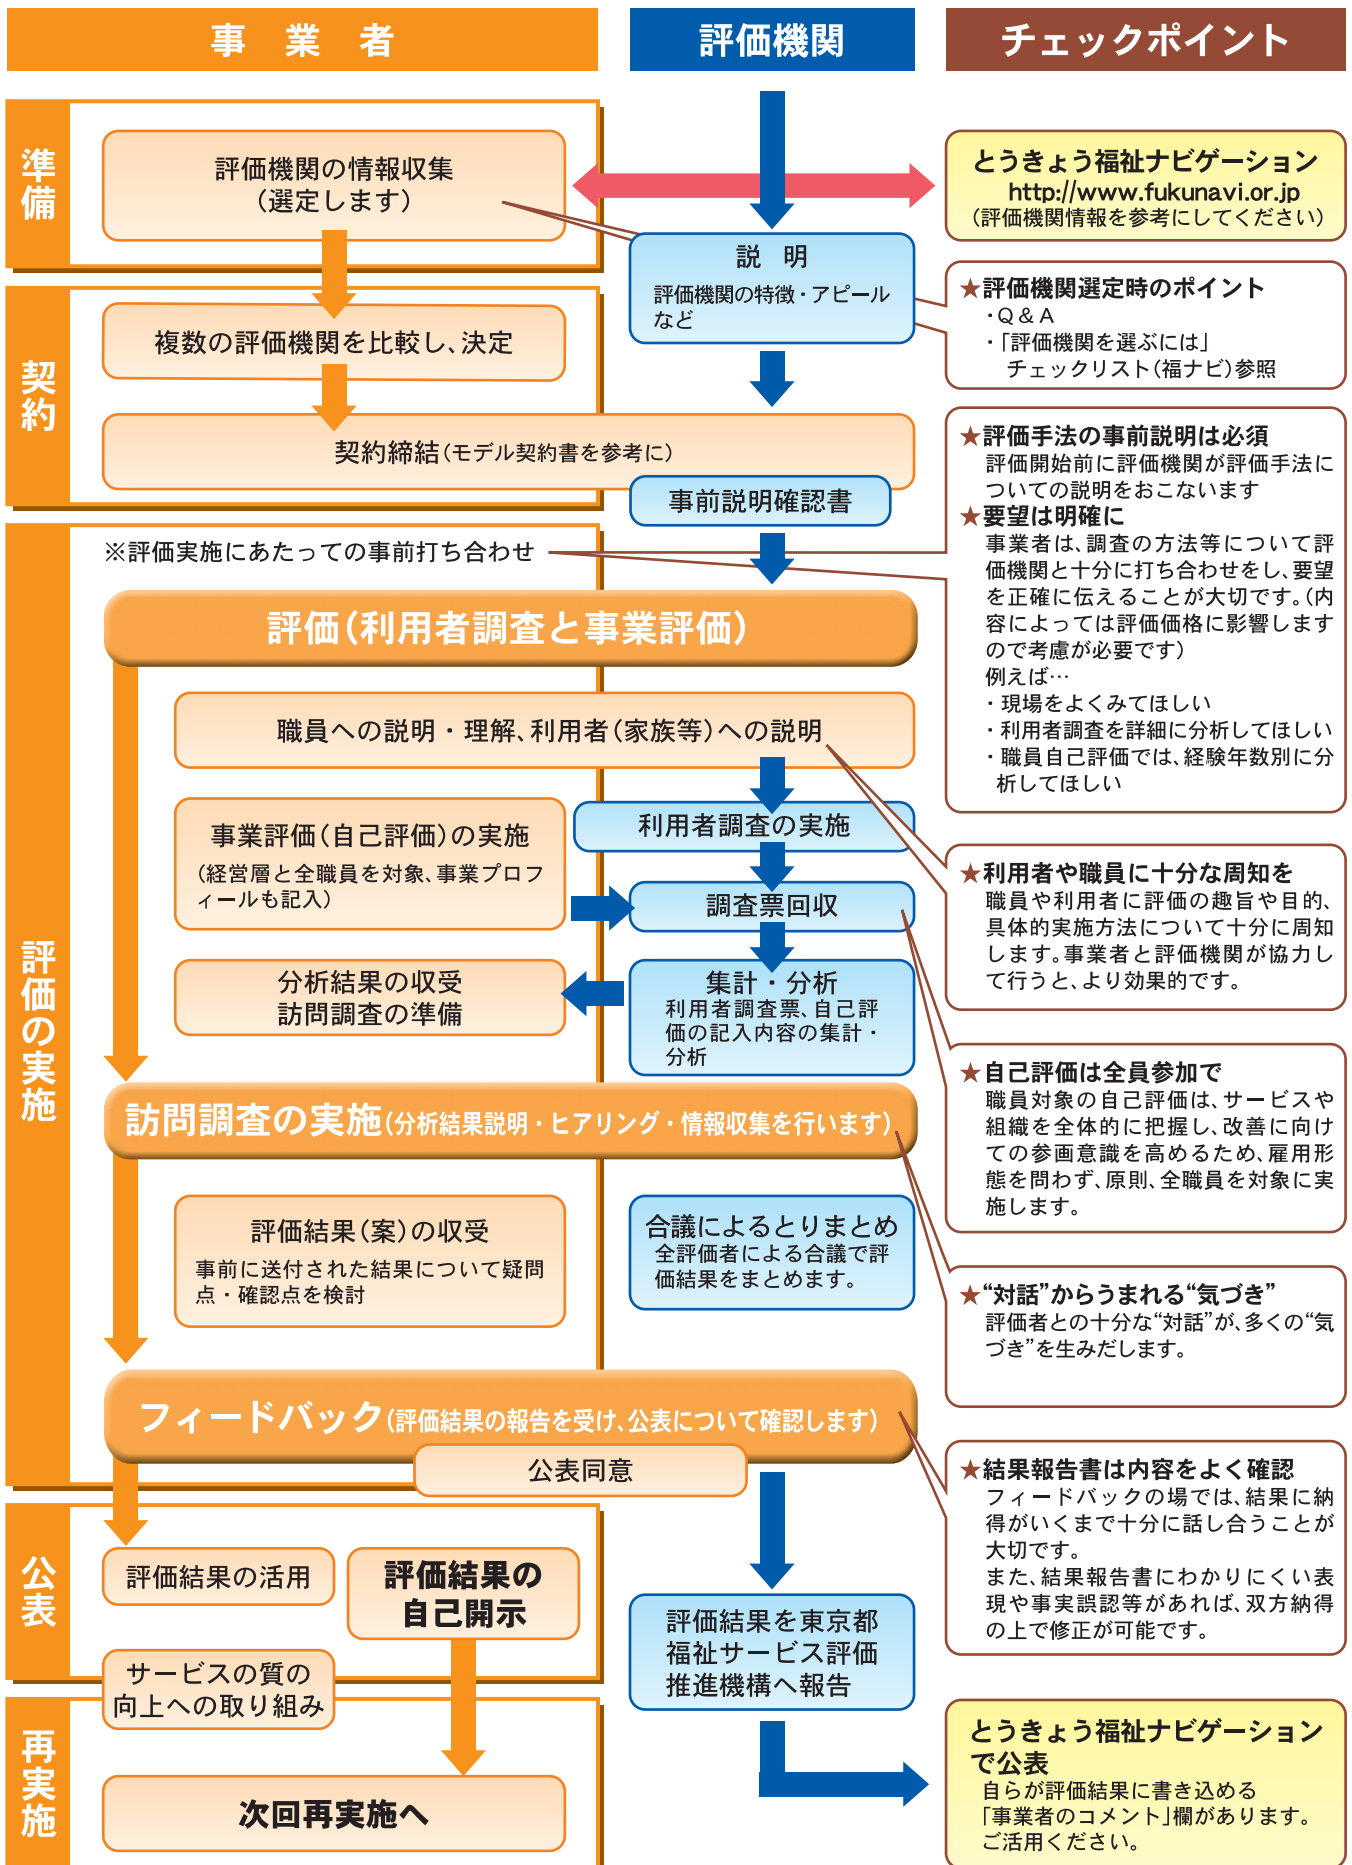 事業者
評価機関
チェックポイント
準備
評価機関の情報収集
（選定します）
とうきょう福祉ナビゲーション
http://www.fukunavi.or.jp
（評価機関情報を参考にしてください）
説明
評価機関の特徴・アピール
など
★評価機関選定時のポイント
・Q＆A
・「評価機関を選ぶには」
チェックリスト（福ナビ）参照
契約
複数の評価機関を比較し、決定
契約締結（モデル契約書を参考に）
事前説明確認書
★評価手法の事前説明は必須
評価開始前に評価機関が評価手法に
ついての説明をおこないます
★要望は明確に
事業者は、調査の方法等について評
価機関と十分に打ち合わせをし、要望
を正確に伝えることが大切です。（内
容によっては評価価格に影響します
ので考慮が必要です）
例えば…
・現場をよくみてほしい
・利用者調査を詳細に分析してほしい
・職員自己評価では、経験年数別に分
析してほしい
評価の実施
※評価実施にあたっての事前打ち合わせ
評価（利用者調査と事業評価）
職員への説明・理解、利用者（家族等）への説明
事業評価（自己評価）の実施
（経営層と全職員を対象、事業プロフ
ィールも記入）
利用者調査の実施
調査票回収
★利用者や職員に十分な周知を
職員や利用者に評価の趣旨や目的、
具体的実施方法について十分に周知
します。事業者と評価機関が協力し
て行うと、より効果的です。
分析結果の収受
訪問調査の準備
集計・分析
利用者調査票、自己評
価の記入内容の集計・
分析
★自己評価は全員参加で
職員対象の自己評価は、サービスや
組織を全体的に把握し、改善に向け
ての参画意識を高めるため、雇用形
態を問わず、原則、全職員を対象に実
施します。
訪問調査の実施（分析結果説明・ヒアリング・情報収集を行います）
評価結果（案）の収受
事前に送付された結果について疑問
点・確認点を検討
合議によるとりまとめ
全評価者による合議で評
価結果をまとめます。
★“対話”からうまれる“気づき”
評価者との十分な“対話”が、多くの“気
づき”を生みだします。
フィードバック（評価結果の報告を受け、公表について確認します）
公表同意
★結果報告書は内容をよく確認
フィードバックの場では、結果に納
得がいくまで十分に話し合うことが
大切です。
また、結果報告書にわかりにくい表
現や事実誤認等があれば、双方納得
の上で修正が可能です。
公表
評価結果の活用
評価結果の
自己開示
サービスの質の
向上への取り組み
評価結果を東京都
福祉サービス評価
推進機構へ報告
再実施
次回再実施へ
とうきょう福祉ナビゲーション
で公表
自らが評価結果に書き込める
「事業者のコメント」欄があります。
ご活用ください。